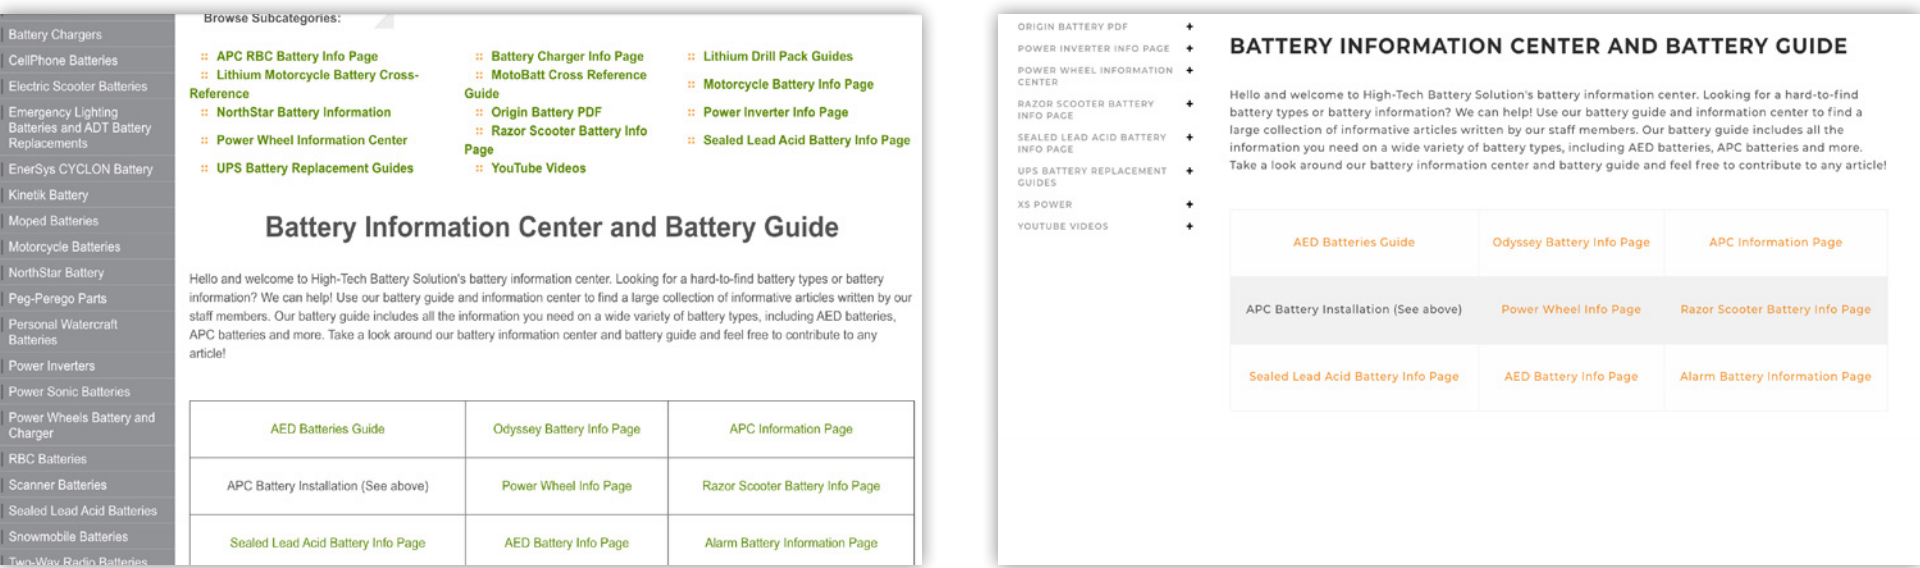 Battery Chargers
CellPhone Batteries
Electric Scooter Batteries
Emergency Lighting
Batteries and ADT Battery
Replacements
EnerSys CYCLON Battery
Kinetik Battery
Moped Batteries
Motorcycle Batteries
NorthStar Battery
Peg-Perego Parts
Personal Watercraft
Batteries
Power Inverters
Power Sonic Batteries
Power Wheels Battery and
Charger
RBC Batteries
Scanner Batteries
Sealed Lead Acid Batteries
Snowmobile Batteries
Two-Way Radio Batteries
Browse Subcategories:
:: APC RBC Battery Info Page
:: Battery Charger Info Page
:: Lithium Drill Pack Guides
:: Lithium Motorcycle Battery Cross-
Reference
:: MotoBatt Cross Reference
Guide
:: Motorcycle Battery Info Page
:: NorthStar Battery Information
:: Origin Battery PDF
:: Power Inverter Info Page
:: Power Wheel Information Center
:: Razor Scooter Battery Info
Page
:: Sealed Lead Acid Battery Info Page
:: UPS Battery Replacement Guides
:: YouTube Videos
Battery Information Center and Battery Guide
Hello and welcome to High-Tech Battery Solution's battery information center. Looking for a hard-to-find battery types or battery
information? We can help! Use our battery guide and information center to find a large collection of informative articles written by our
staff members. Our battery guide includes all the information you need on a wide variety of battery types, including AED batteries,
APC batteries and more. Take a look around our battery information center and battery guide and feel free to contribute to any
article!
AED Batteries Guide
Odyssey Battery Info Page
APC Information Page
APC Battery Installation (See above)
Power Wheel Info Page
Razor Scooter Battery Info Page
Sealed Lead Acid Battery Info Page
AED Battery Info Page
Alarm Battery Information Page
ORIGIN BATTERY PDF +
POWER INVERTER INFO PAGE +
POWER WHEEL INFORMATION +
CENTER
RAZOR SCOOTER BATTERY +
INFO PAGE
SEALED LEAD ACID BATTERY +
INFO PAGE
UPS BATTERY REPLACEMENT +
GUIDES
XS POWER +
YOUTUBE VIDEOS +
BATTERY INFORMATION CENTER AND BATTERY GUIDE
Hello and welcome to High-Tech Battery Solution's battery information center. Looking for a hard-to-find
battery types or battery information? We can help! Use our battery guide and information center to find a
large collection of informative articles written by our staff members. Our battery guide includes all the
information you need on a wide variety of battery types, including AED batteries, APC batteries and more.
Take a look around our battery information center and battery guide and feel free to contribute to any article!
AED Batteries Guide
Odyssey Battery Info Page
APC Information Page
APC Battery Installation (See above)
Power Wheel Info Page
Razor Scooter Battery Info Page
Sealed Lead Acid Battery Info Page
AED Battery Info Page
Alarm Battery Information Page